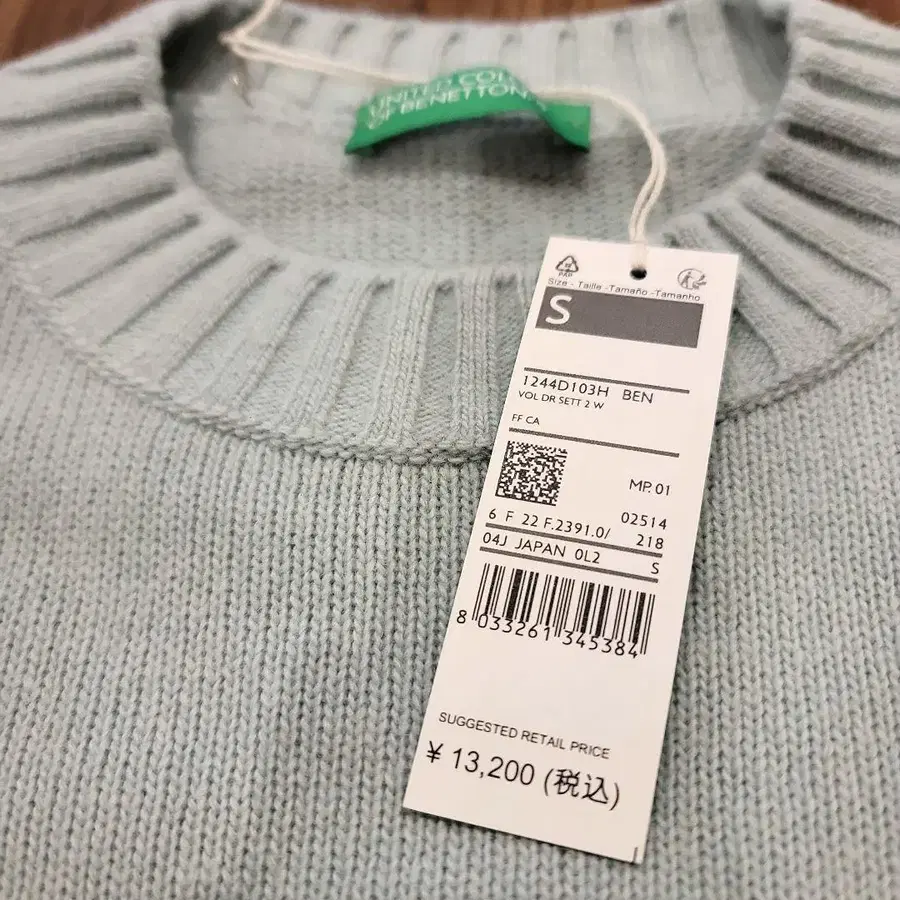 UNITED COL
OF BENETTON
PAP
Size - Taille -Tamaño -Tamanho
S
1244D103H BEN
VOL DR SETT 2 W
FF CA
MP. 01
02514
6 F 22 F.2391.0/ 218
04J JAPAN 0L2 S
8 033261 345384
SUGGESTED RETAIL PRICE
¥ 13,200 (税込)